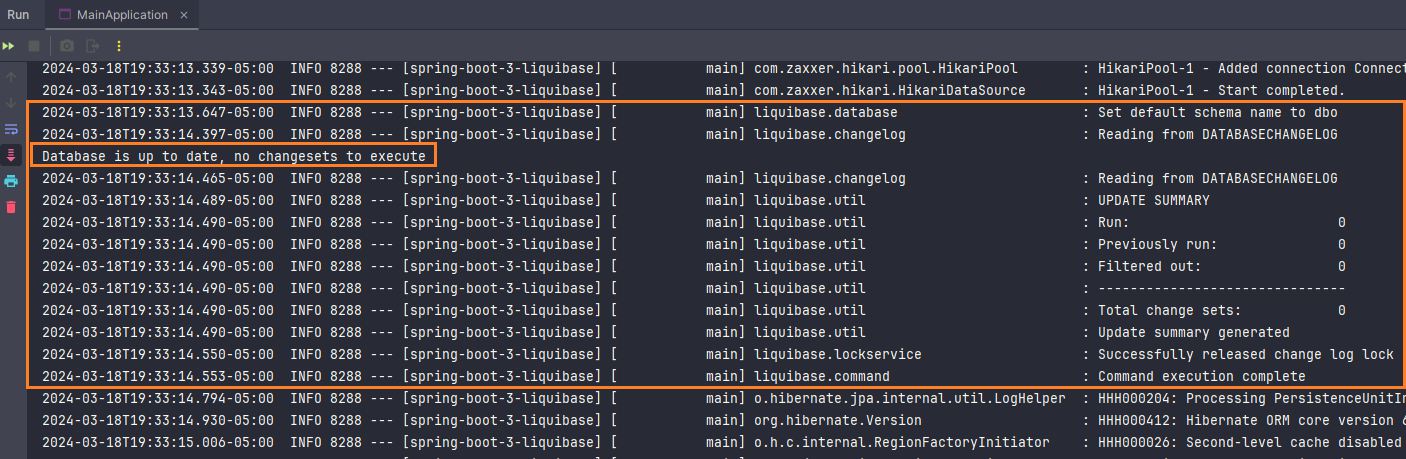 Run MainApplication ×
2024-03-18T19:33:13.339-05:00  INFO 8288 --- [spring-boot-3-liquibase] [           main] com.zaxxer.hikari.pool.HikariPool        : HikariPool-1 - Added connection Connect
2024-03-18T19:33:13.343-05:00  INFO 8288 --- [spring-boot-3-liquibase] [           main] com.zaxxer.hikari.HikariDataSource       : HikariPool-1 - Start completed.
2024-03-18T19:33:13.647-05:00  INFO 8288 --- [spring-boot-3-liquibase] [           main] liquibase.database                       : Set default schema name to dbo
2024-03-18T19:33:14.397-05:00  INFO 8288 --- [spring-boot-3-liquibase] [           main] liquibase.changelog                      : Reading from DATABASECHANGELOG
Database is up to date, no changesets to execute
2024-03-18T19:33:14.465-05:00  INFO 8288 --- [spring-boot-3-liquibase] [           main] liquibase.changelog                      : Reading from DATABASECHANGELOG
2024-03-18T19:33:14.489-05:00  INFO 8288 --- [spring-boot-3-liquibase] [           main] liquibase.util                           : UPDATE SUMMARY
2024-03-18T19:33:14.490-05:00  INFO 8288 --- [spring-boot-3-liquibase] [           main] liquibase.util                           : Run:                          0
2024-03-18T19:33:14.490-05:00  INFO 8288 --- [spring-boot-3-liquibase] [           main] liquibase.util                           : Previously run:               0
2024-03-18T19:33:14.490-05:00  INFO 8288 --- [spring-boot-3-liquibase] [           main] liquibase.util                           : Filtered out:                 0
2024-03-18T19:33:14.490-05:00  INFO 8288 --- [spring-boot-3-liquibase] [           main] liquibase.util                           : -------------------------------
2024-03-18T19:33:14.490-05:00  INFO 8288 --- [spring-boot-3-liquibase] [           main] liquibase.util                           : Total change sets:            0
2024-03-18T19:33:14.490-05:00  INFO 8288 --- [spring-boot-3-liquibase] [           main] liquibase.util                           : Update summary generated
2024-03-18T19:33:14.550-05:00  INFO 8288 --- [spring-boot-3-liquibase] [           main] liquibase.lockservice                    : Successfully released change log lock
2024-03-18T19:33:14.553-05:00  INFO 8288 --- [spring-boot-3-liquibase] [           main] liquibase.command                        : Command execution complete
2024-03-18T19:33:14.794-05:00  INFO 8288 --- [spring-boot-3-liquibase] [           main] o.hibernate.jpa.internal.util.LogHelper  : HHH000204: Processing PersistenceUnitIn
2024-03-18T19:33:14.930-05:00  INFO 8288 --- [spring-boot-3-liquibase] [           main] org.hibernate.Version                    : HHH000412: Hibernate ORM core version 6
2024-03-18T19:33:15.006-05:00  INFO 8288 --- [spring-boot-3-liquibase] [           main] o.h.c.internal.RegionFactoryInitiator    : HHH000026: Second-level cache disabled